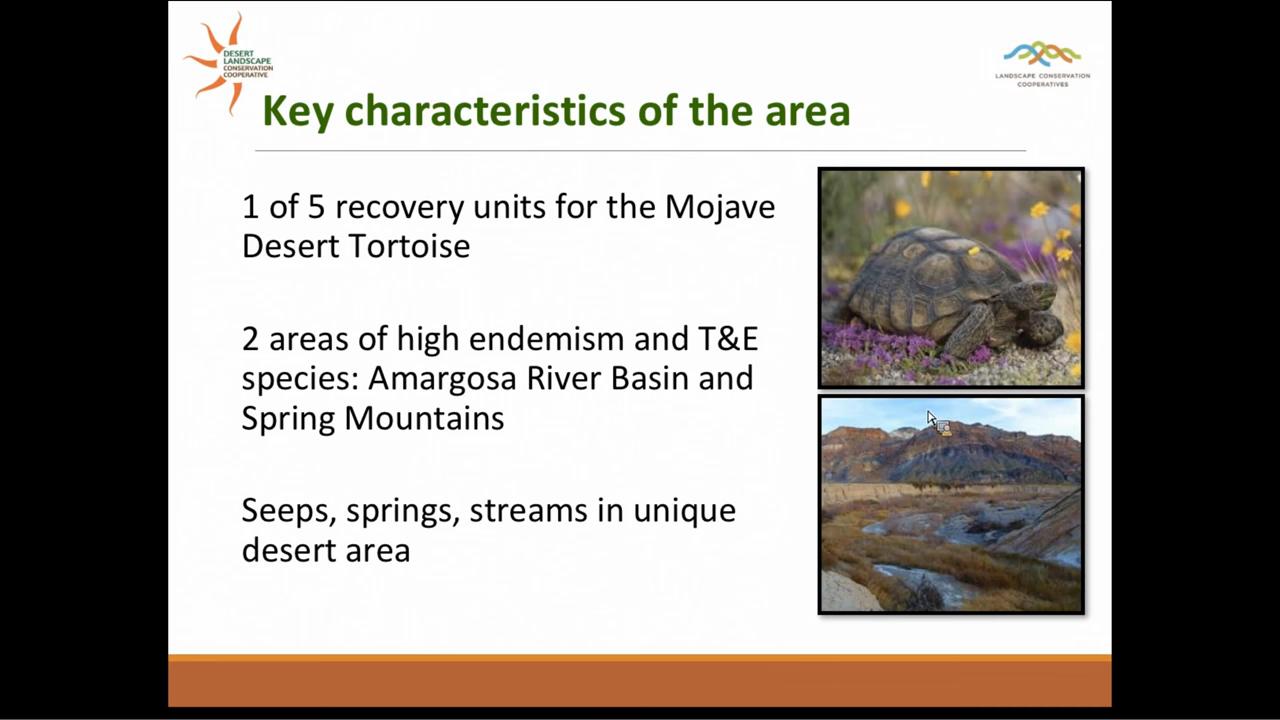 DESERT
LANDSCAPE
CONSERVATION
COOPERATIVE
LANDSCAPE CONSERVATION
COOPERATIVES
Key characteristics of the area
1 of 5 recovery units for the Mojave
Desert Tortoise
2 areas of high endemism and T&E
species: Amargosa River Basin and
Spring Mountains
Seeps, springs, streams in unique
desert area